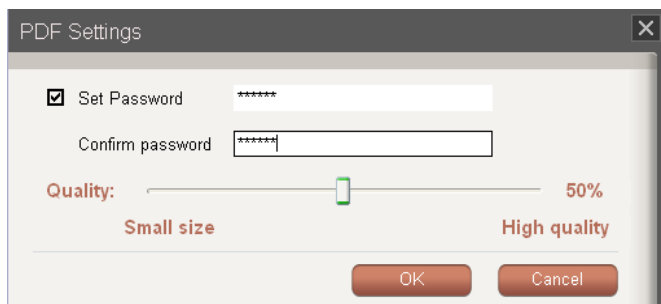 PDF Settings
Set Password ******
Confirm password ******
Quality: 50%
Small size High quality
OK Cancel